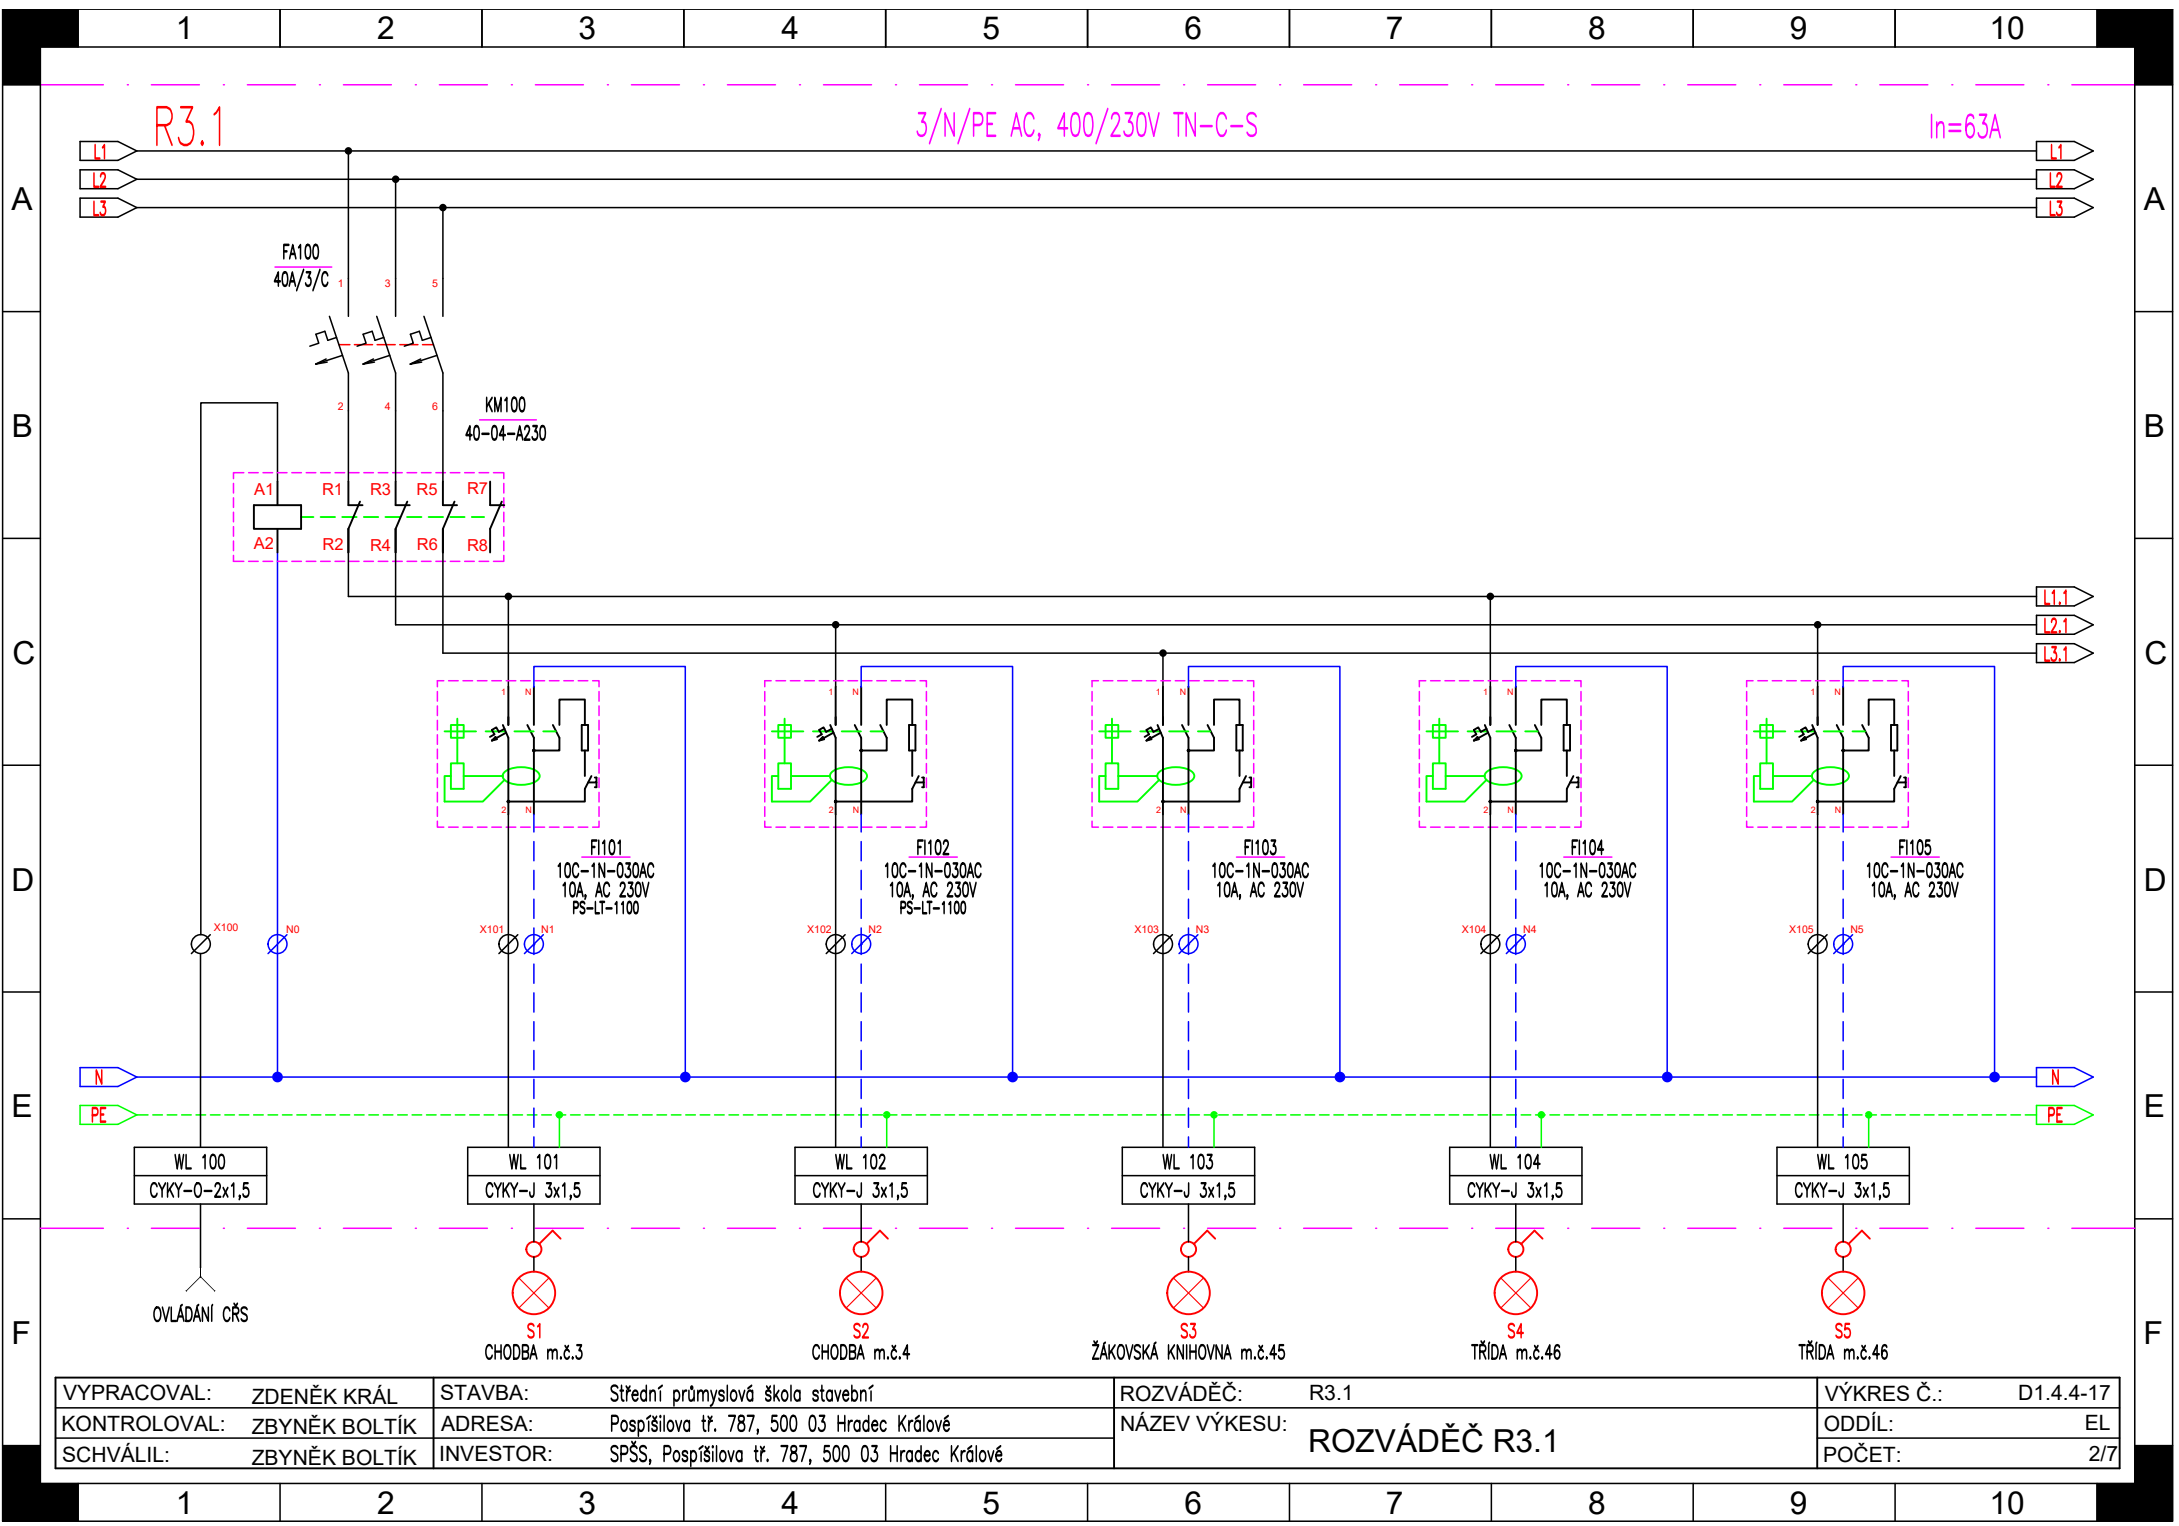 1 2 3 4 5 6 7 8 9 10
R3.1 3/N/PE AC, 400/230V TN-C-S In=63A
L1 L1
L2 L2
A A
L3 L3
FA100
40A/3/C
1 3 5
2 4 6
KM100
40-04-A230
B B
A1 R1 R3 R5 R7
A2 R2 R4 R6 R8
L1.1
L2.1
L3.1
C C
1 N 1 N 1 N 1 N 1 N
2 N 2 N 2 N 2 N 2 N
FI101 FI102 FI103 FI104 FI105
10C-1N-030AC 10C-1N-030AC 10C-1N-030AC 10C-1N-030AC 10C-1N-030AC
10A, AC 230V 10A, AC 230V 10A, AC 230V 10A, AC 230V 10A, AC 230V
PS-LT-1100 PS-LT-1100
D D
X100 N0 X101 N1 X102 N2 X103 N3 X104 N4 X105 N5
N N
E E
PE PE
WL 100 WL 101 WL 102 WL 103 WL 104 WL 105
CYKY-O-2x1,5 CYKY-J 3x1,5 CYKY-J 3x1,5 CYKY-J 3x1,5 CYKY-J 3x1,5 CYKY-J 3x1,5
OVLÁDÁNÍ CŘS
F F
S1 S2 S3 S4 S5
CHODBA m.č.3 CHODBA m.č.4 ŽÁKOVSKÁ KNIHOVNA m.č.45 TŘÍDA m.č.46 TŘÍDA m.č.46
VYPRACOVAL: ZDENĚK KRÁL STAVBA: Střední průmyslová škola stavební ROZVÁDĚČ: R3.1 VÝKRES Č.: D1.4.4-17
KONTROLOVAL: ZBYNĚK BOLTÍK ADRESA: Pospíšilova tř. 787, 500 03 Hradec Králové NÁZEV VÝKESU: ROZVÁDĚČ R3.1 ODDÍL: EL
SCHVÁLIL: ZBYNĚK BOLTÍK INVESTOR: SPŠS, Pospíšilova tř. 787, 500 03 Hradec Králové POČET: 2/7
1 2 3 4 5 6 7 8 9 10